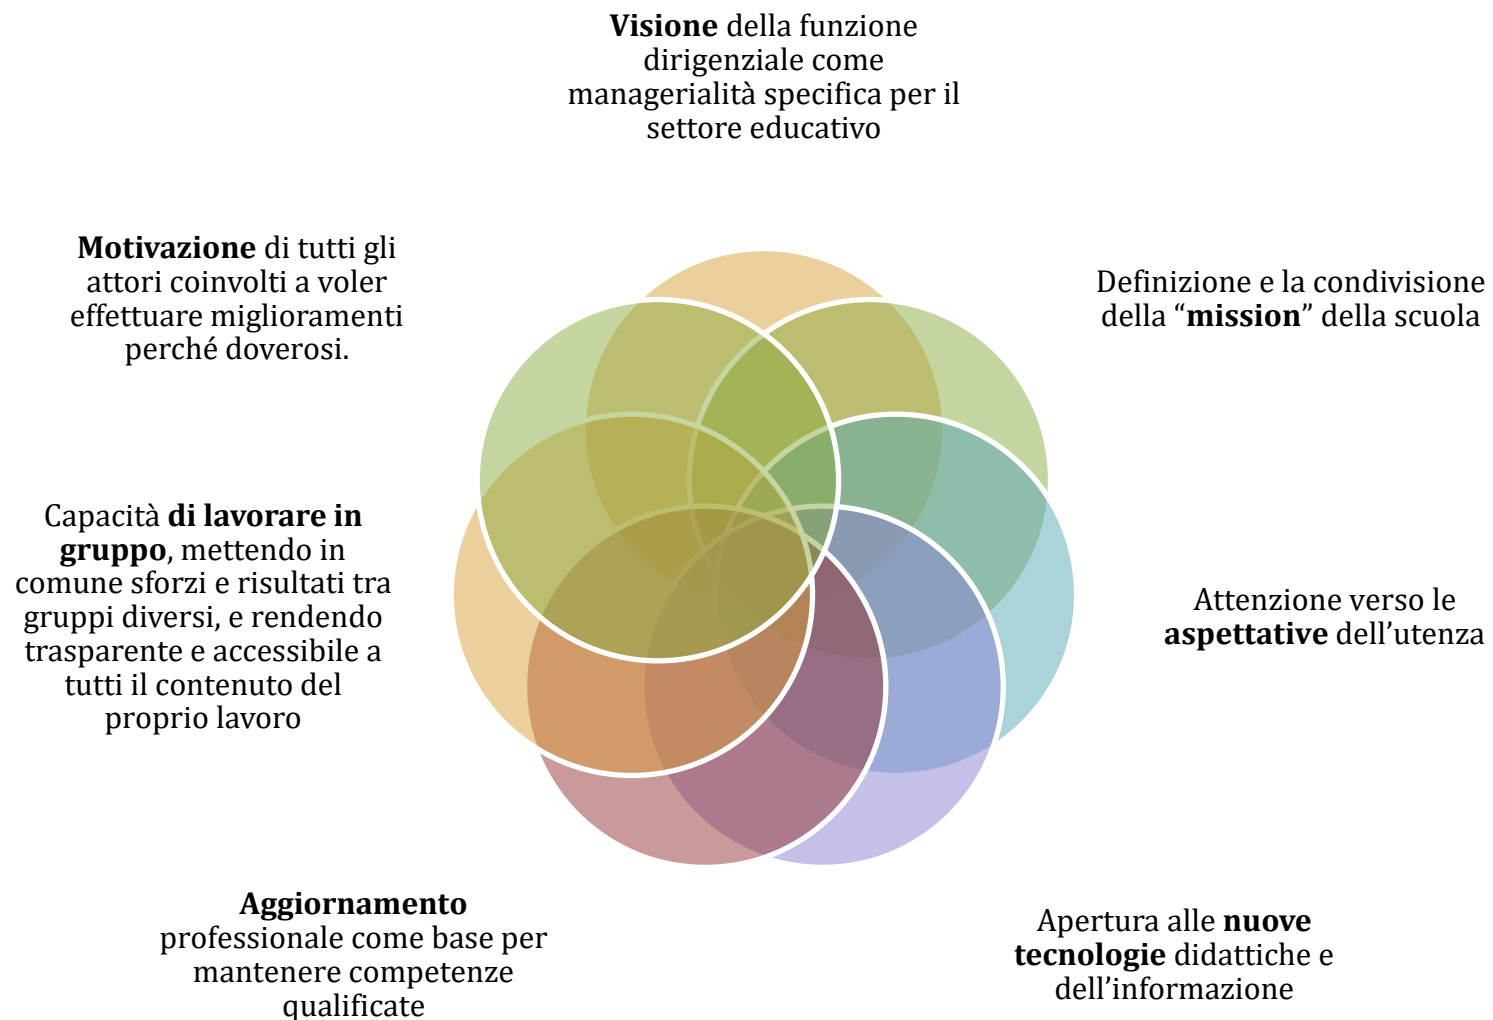 Visione della funzione
dirigenziale come
managerialità specifica per il
settore educativo
Motivazione di tutti gli
attori coinvolti a voler
effettuare miglioramenti
perché doverosi.
Definizione e la condivisione
della “mission” della scuola
Capacità di lavorare in
gruppo, mettendo in
comune sforzi e risultati tra
gruppi diversi, e rendendo
trasparente e accessibile a
tutti il contenuto del
proprio lavoro
Attenzione verso le
aspettative dell’utenza
Aggiornamento
professionale come base per
mantenere competenze
qualificate
Apertura alle nuove
tecnologie didattiche e
dell’informazione